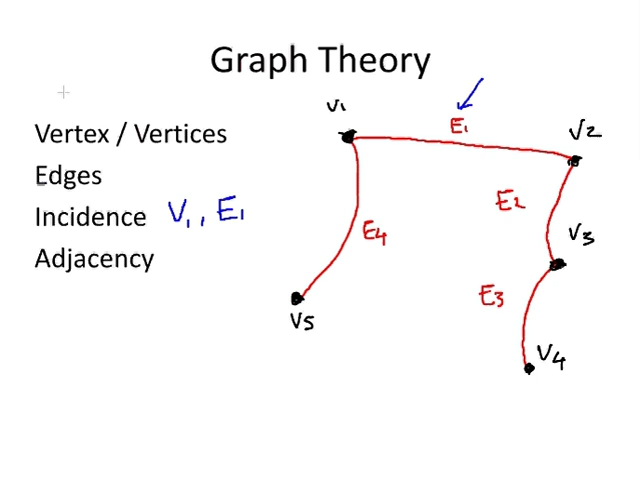 Graph Theory
Vertex / Vertices
Edges
Incidence V1, E1
Adjacency
V1
E1
V2
E2
V3
E4
E3
V5
V4